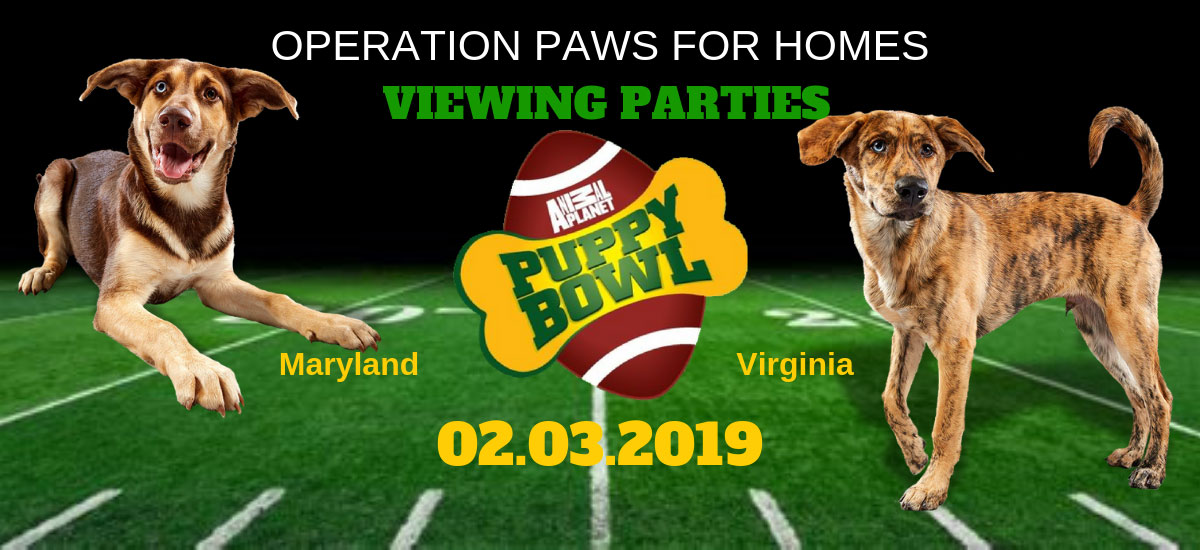 OPERATION PAWS FOR HOMES
VIEWING PARTIES
ANIMAL
PLANET
PUPPY
BOWL
Maryland
Virginia
02.03.2019